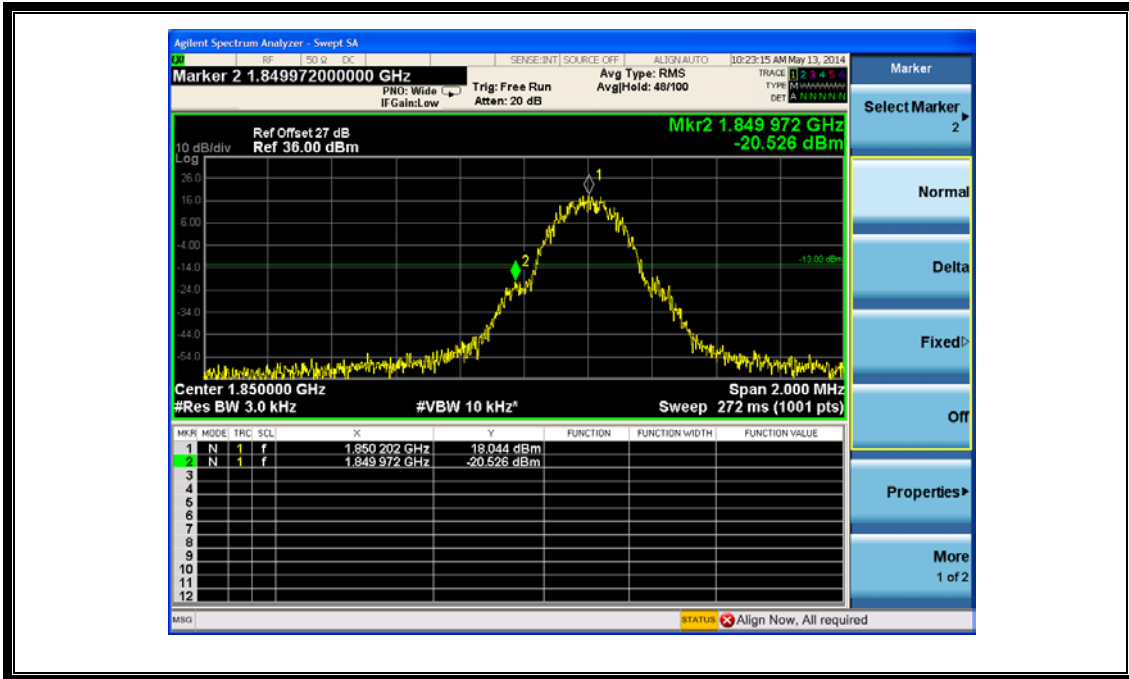 Agilent Spectrum Analyzer - Swept SA
LXI RF 50 Ω DC SENSE:INT SOURCE OFF ALIGN AUTO 10:23:15 AM May 13, 2014
Marker 2 1.849972000000 GHz
PNO: Wide
IFGain:Low
Trig: Free Run
Atten: 20 dB
Avg Type: RMS
Avg|Hold: 48/100
TRACE 1 2 3 4 5 6
TYPE M
DET A N N N N N
Ref Offset 27 dB
10 dB/div Ref 36.00 dBm
Log
Mkr2 1.849 972 GHz
-20.526 dBm
26.0
16.0
6.00
-4.00
-14.0
-24.0
-34.0
-44.0
-54.0
1
2
-13.00 dBm
Center 1.850000 GHz Span 2.000 MHz
#Res BW 3.0 kHz #VBW 10 kHz* Sweep 272 ms (1001 pts)
MKR MODE TRC SCL X Y FUNCTION FUNCTION WIDTH FUNCTION VALUE
1 N 1 f 1.850 202 GHz 18.044 dBm
2 N 1 f 1.849 972 GHz -20.526 dBm
3
4
5
6
7
8
9
10
11
12
MSG STATUS Align Now, All required
Marker
Select Marker
2
Normal
Delta
Fixed
Off
Properties
More
1 of 2